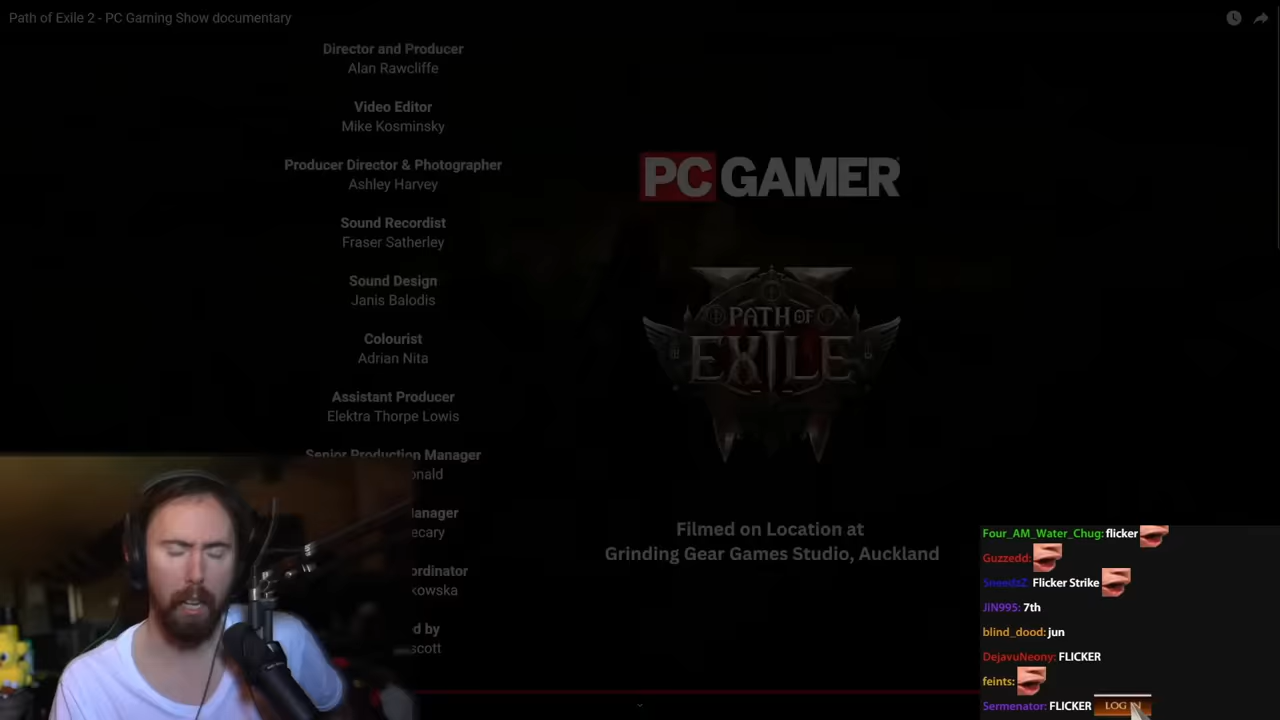 Path of Exile 2 - PC Gaming Show documentary
Director and Producer
Alan Rawcliffe
Video Editor
Mike Kosminsky
Producer Director & Photographer
Ashley Harvey
Sound Recordist
Fraser Satherley
Sound Design
Janis Balodis
Colourist
Adrian Nita
Assistant Producer
Elektra Thorpe Lowis
Senior Production Manager
PC GAMER
PATH OF
EXILE
II
Filmed on Location at
Grinding Gear Games Studio, Auckland
Four_AM_Water_Chug: flicker
Guzzedd:
SneedzZ: Flicker Strike
JiN995: 7th
blind_dood: jun
DejavuNeony: FLICKER
feints:
Sermenator: FLICKER